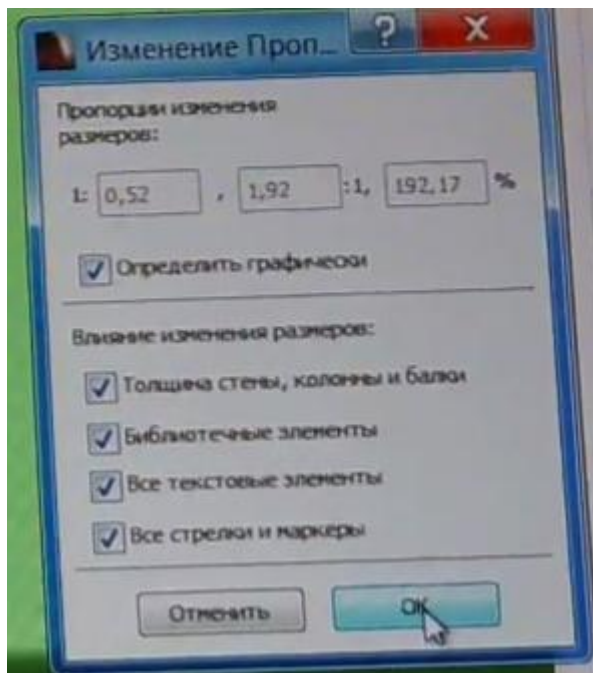 Изменение Проп...
Пропорции изменения
размеров:
1: 0,52 , 1,92 :1, 192,17 %
Определить графически
Влияние изменения размеров:
Толщина стены, колонны и балки
Библиотечные элементы
Все текстовые элементы
Все стрелки и маркеры
Отменить OK